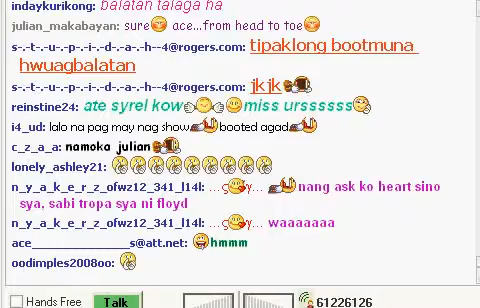 indaykurikong: balatan talaga ha
julian_makabayan: sure ace...from head to toe
s-.-t-.-u-.-p-.-i-.-d-.-a-.-h--4@rogers.com: tipaklong bootmuna
hwuagbalatan
s-.-t-.-u-.-p-.-i-.-d-.-a-.-h--4@rogers.com: jkjk
reinstine24: ate syrel kow miss urssssss
i4_ud: lalo na pag may nag show booted agad
c_z_a_a: namoka julian
lonely_ashley21:
n_y_a_k_e_r_z_ofwz12_341_l14l: ...ς γ... nang ask ko heart sino
sya, sabi tropa sya ni floyd
n_y_a_k_e_r_z_ofwz12_341_l14l: ...ς γ... waaaaaaa
ace______________s@att.net: hmmm
oodimples2008oo:
Hands Free Talk 61226126